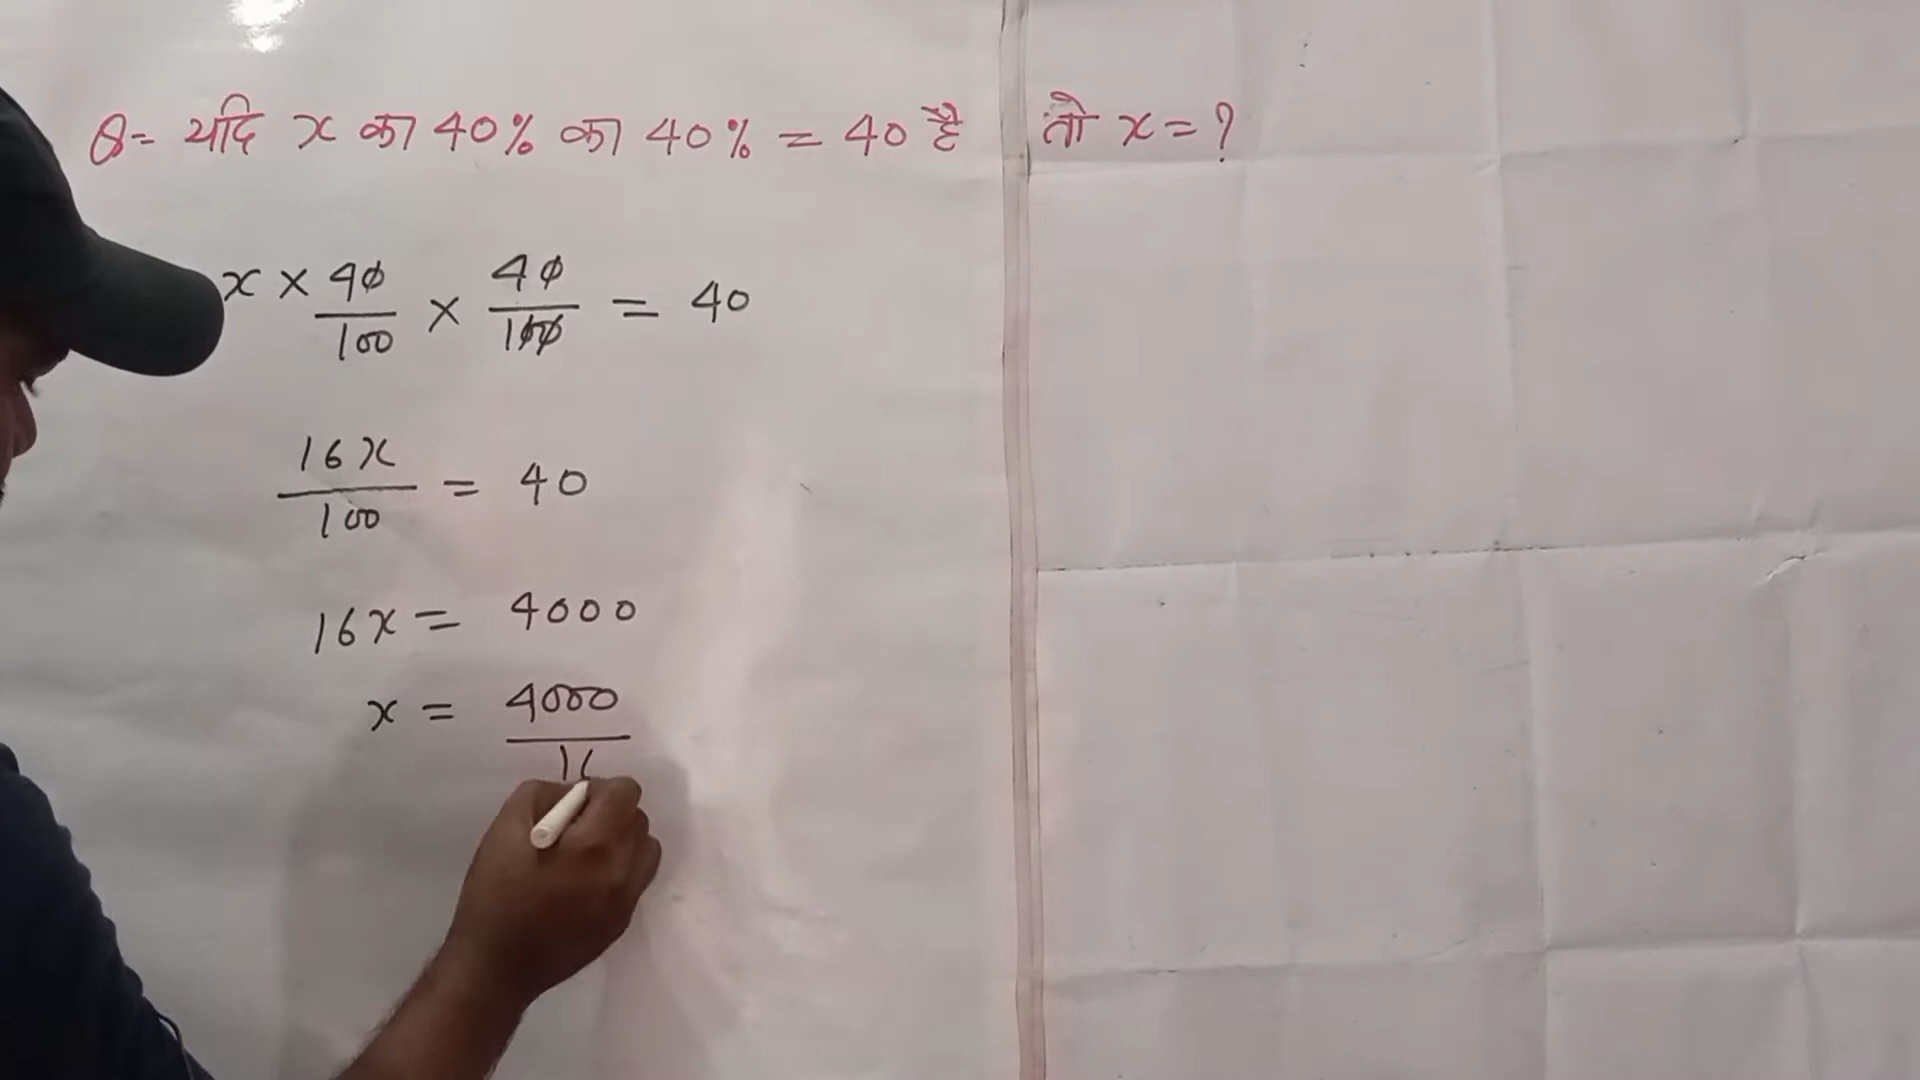 Q= यदि x का 40% का 40% = 40 है तो x = ?
x × 40/100 × 40/100 = 40
16x/100 = 40
16x = 4000
x = 4000/16